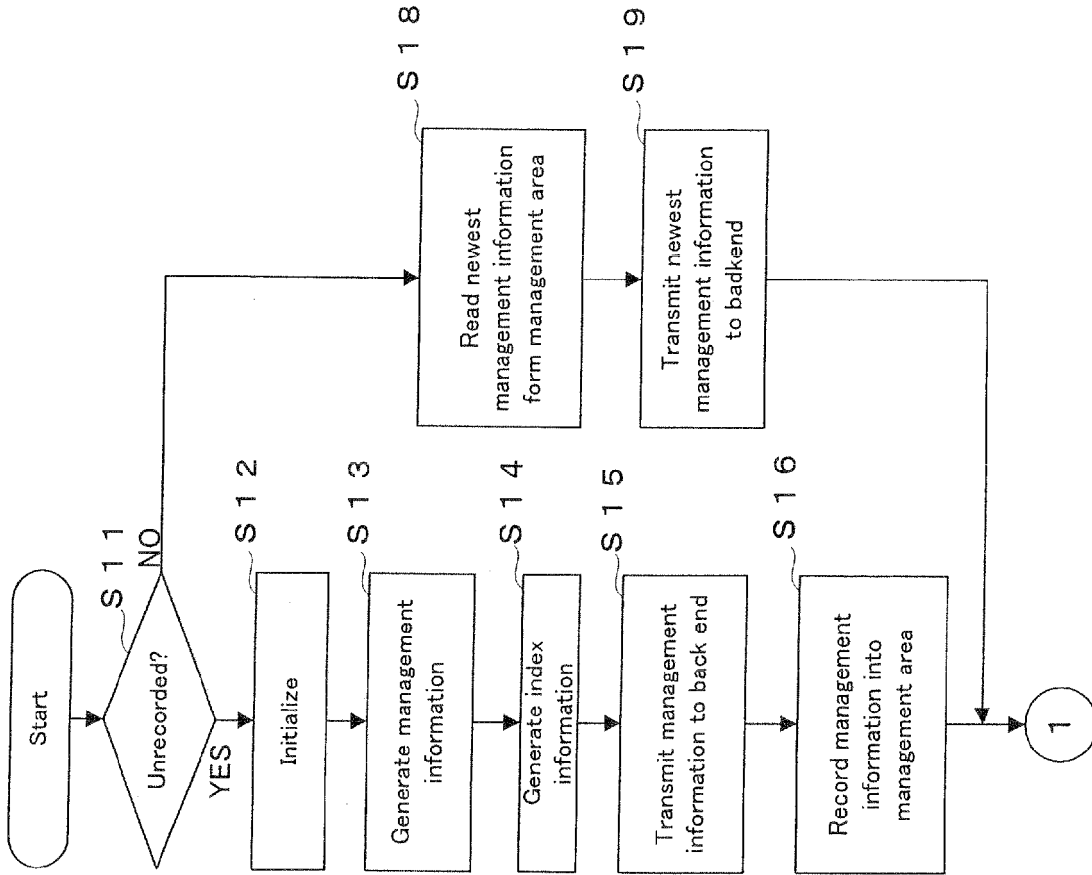 Start
S11
Unrecorded?
NO
YES
S12
Initialize
S13
Generate management
information
S14
Generate index
information
S15
Transmit management
information to back end
S16
Record management
information into
management area
S18
Read newest
management information
form management area
S19
Transmit newest
management information
to badkend
1